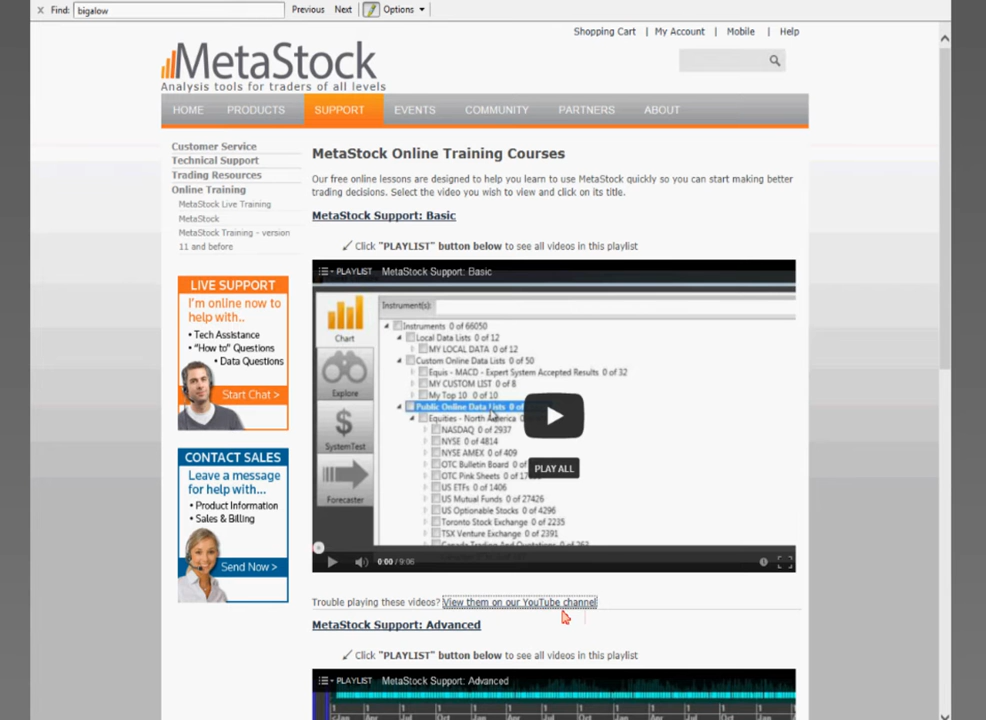 x Find: bigalow Previous Next Options
Shopping Cart | My Account | Mobile | Help
MetaStock
Analysis tools for traders of all levels
HOME PRODUCTS SUPPORT EVENTS COMMUNITY PARTNERS ABOUT
Customer Service
Technical Support
Trading Resources
Online Training
MetaStock Live Training
MetaStock
MetaStock Training - version
11 and before
LIVE SUPPORT
I'm online now to
help with..
• Tech Assistance
• "How to" Questions
• Data Questions
Start Chat >
CONTACT SALES
Leave a message
for help with...
• Product Information
• Sales & Billing
Send Now >
MetaStock Online Training Courses
Our free online lessons are designed to help you learn to use MetaStock quickly so you can start making better
trading decisions. Select the video you wish to view and click on its title.
MetaStock Support: Basic
✓ Click "PLAYLIST" button below to see all videos in this playlist
PLAYLIST MetaStock Support: Basic
Chart
Explore
SystemTest
Forecaster
Instrument(s):
Instruments 0 of 66050
Local Data Lists 0 of 12
MY LOCAL DATA 0 of 12
Custom Online Data Lists 0 of 50
Equis - MACD - Expert System Accepted Results 0 of 32
MY CUSTOM LIST 0 of 8
My Top 10 0 of 10
Public Online Data Lists 0 of
Equities - North America 0
NASDAQ 0 of 2937
NYSE 0 of 4814
NYSE AMEX 0 of 409
OTC Bulletin Board 0 of
OTC Pink Sheets 0 of
US ETFs 0 of 1406
US Mutual Funds 0 of 27426
US Optionable Stocks 0 of 4296
Toronto Stock Exchange 0 of 2235
TSX Venture Exchange 0 of 2391
PLAY ALL
0:00 / 9:06
Trouble playing these videos? View them on our YouTube channel
MetaStock Support: Advanced
✓ Click "PLAYLIST" button below to see all videos in this playlist
PLAYLIST MetaStock Support: Advanced